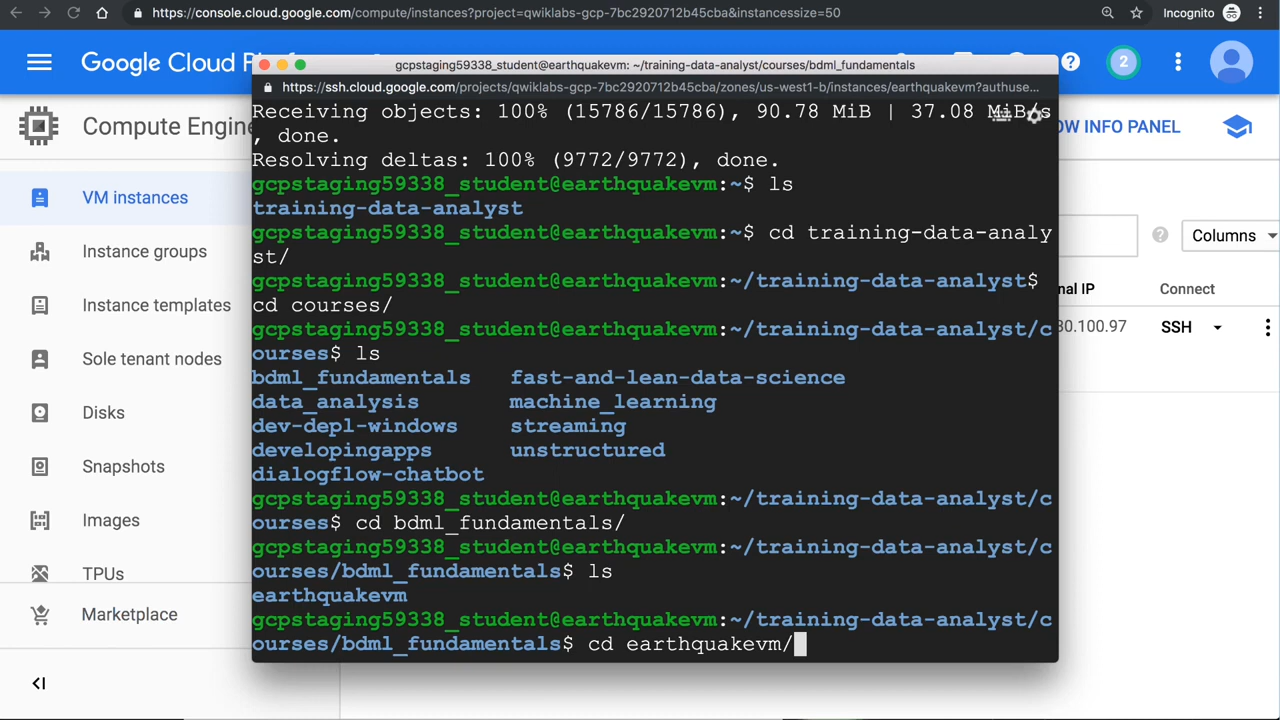 https://console.cloud.google.com/compute/instances?project=qwiklabs-gcp-7bc2920712b45cba&instancessize=50
Incognito
Google Cloud Platf
2
gcpstaging59338_student@earthquakevm: ~/training-data-analyst/courses/bdml_fundamentals
https://ssh.cloud.google.com/projects/qwiklabs-gcp-7bc2920712b45cba/zones/us-west1-b/instances/earthquakevm?authuse...
Compute Engine
OW INFO PANEL
VM instances
Instance groups
Instance templates
Sole tenant nodes
Disks
Snapshots
Images
TPUs
Marketplace
Columns
nal IP
Connect
30.100.97
SSH
Receiving objects: 100% (15786/15786), 90.78 MiB | 37.08 MiB/s
, done.
Resolving deltas: 100% (9772/9772), done.
gcpstaging59338_student@earthquakevm:~$ ls
training-data-analyst
gcpstaging59338_student@earthquakevm:~$ cd training-data-analy
st/
gcpstaging59338_student@earthquakevm:~/training-data-analyst$
cd courses/
gcpstaging59338_student@earthquakevm:~/training-data-analyst/c
ourses$ ls
bdml_fundamentals fast-and-lean-data-science
data_analysis machine_learning
dev-depl-windows streaming
developingapps unstructured
dialogflow-chatbot
gcpstaging59338_student@earthquakevm:~/training-data-analyst/c
ourses$ cd bdml_fundamentals/
gcpstaging59338_student@earthquakevm:~/training-data-analyst/c
ourses/bdml_fundamentals$ ls
earthquakevm
gcpstaging59338_student@earthquakevm:~/training-data-analyst/c
ourses/bdml_fundamentals$ cd earthquakevm/